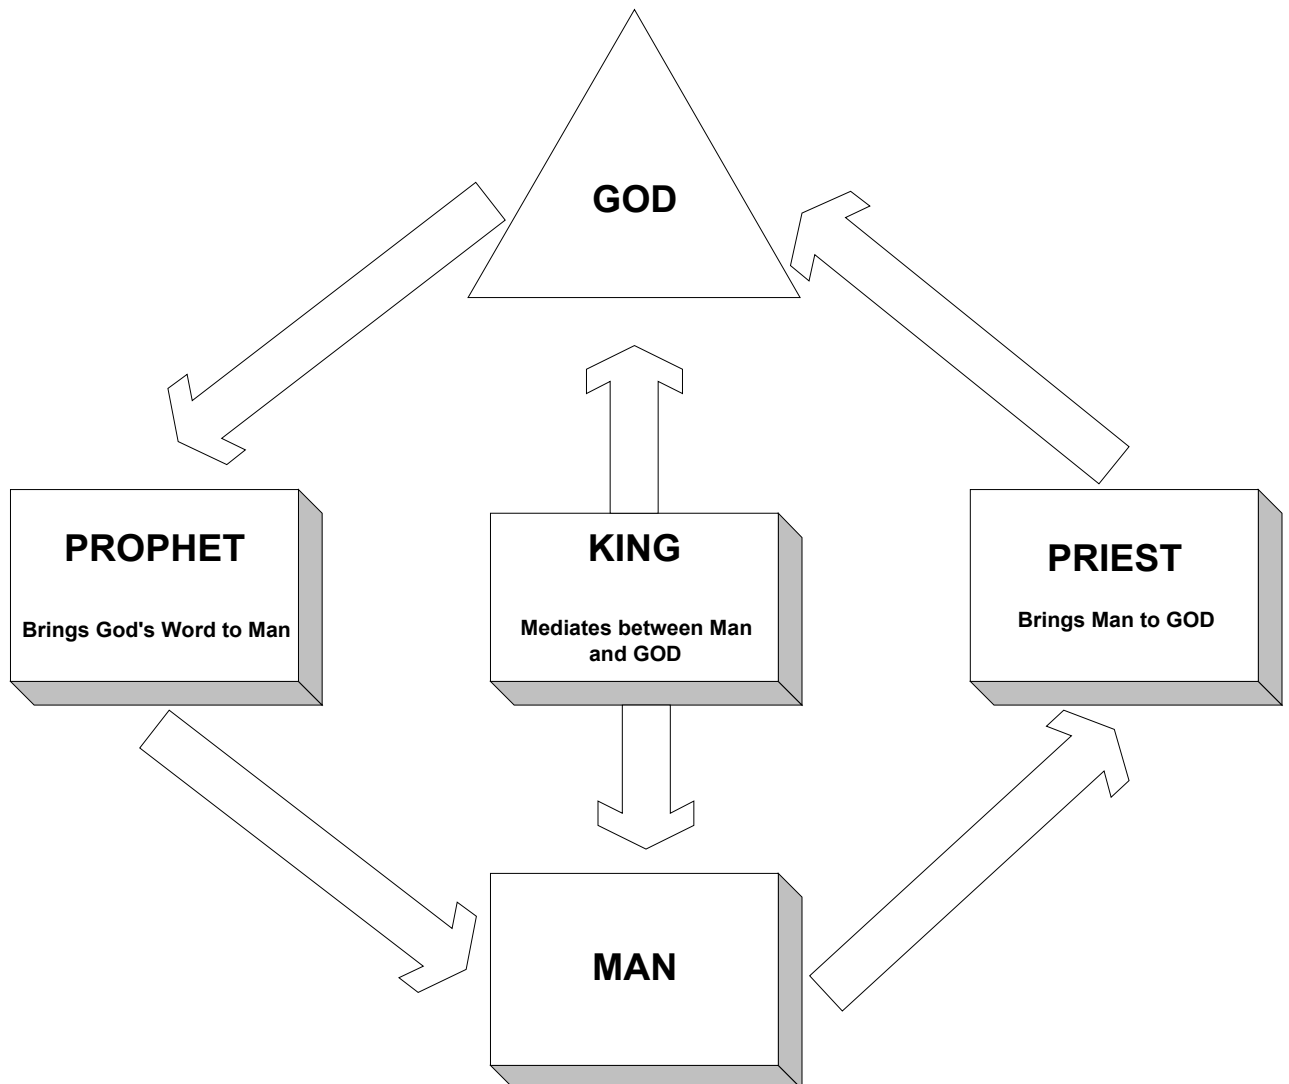 GOD
PROPHET
Brings God's Word to Man
KING
Mediates between Man
and GOD
PRIEST
Brings Man to GOD
MAN